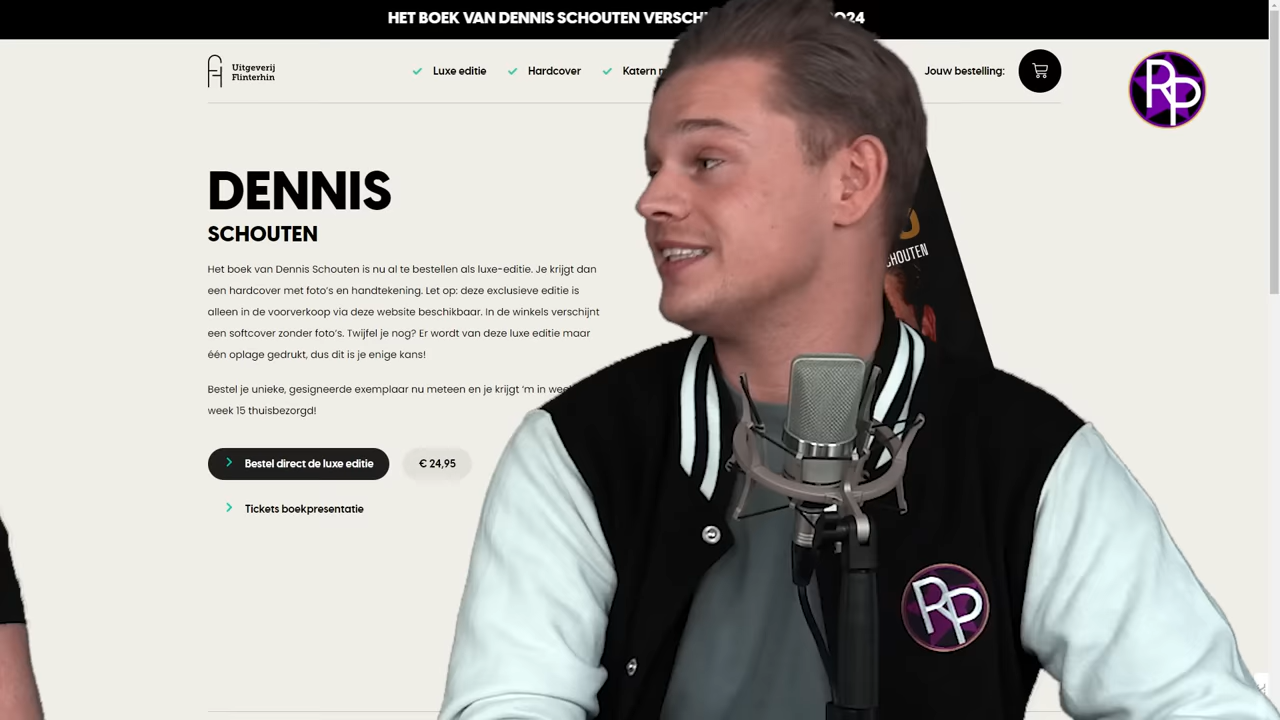 HET BOEK VAN DENNIS SCHOUTEN
Uitgeverij
Flinterhin
Luxe editie
Hardcover
Katern
Jouw bestelling:
RP
DENNIS
SCHOUTEN
Het boek van Dennis Schouten is nu al te bestellen als luxe-editie. Je krijgt dan
een hardcover met foto's en handtekening. Let op: deze exclusieve editie is
alleen in de voorverkoop via deze website beschikbaar. In de winkels verschijnt
een softcover zonder foto's. Twijfel je nog? Er wordt van deze luxe editie maar
één oplage gedrukt, dus dit is je enige kans!
Bestel je unieke, gesigneerde exemplaar nu meteen en je krijgt 'm in
week 15 thuisbezorgd!
Bestel direct de luxe editie
€ 24,95
Tickets boekpresentatie
RP